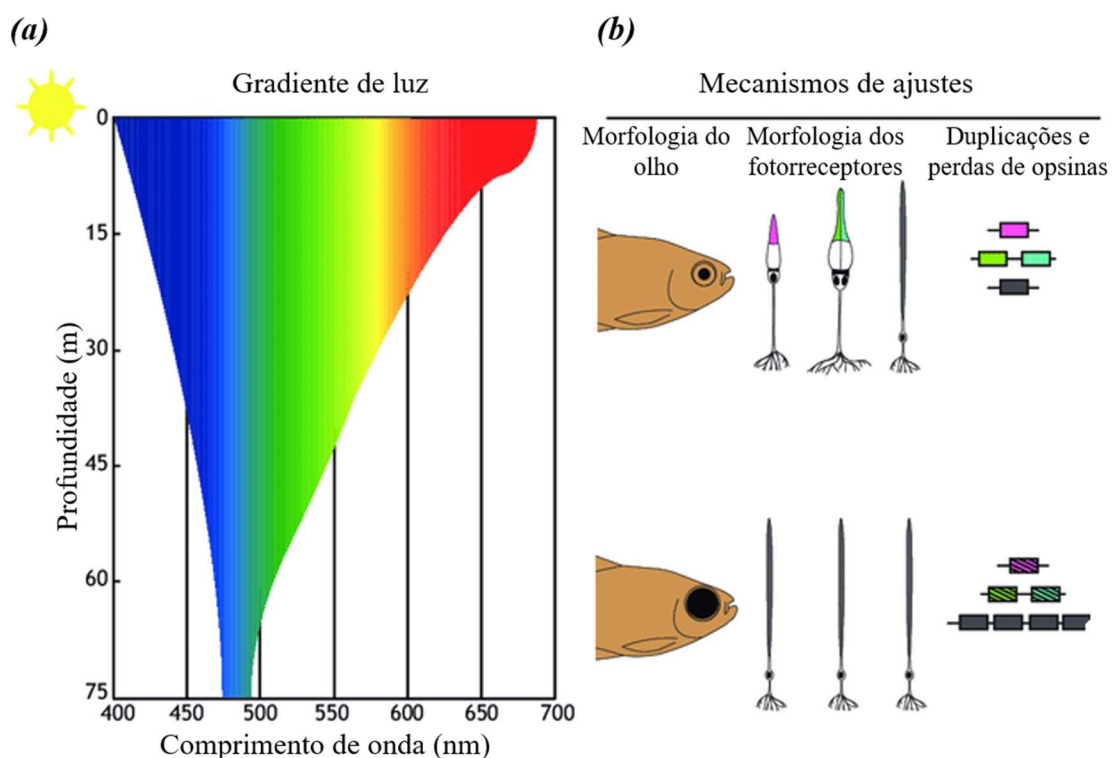 (a)
Gradiente de luz
0
15
30
45
60
75
Profundidade (m)
400 450 500 550 600 650 700
Comprimento de onda (nm)
(b)
Mecanismos de ajustes
Morfologia do
olho
Morfologia dos
fotorreceptores
Duplicações e
perdas de opsinas